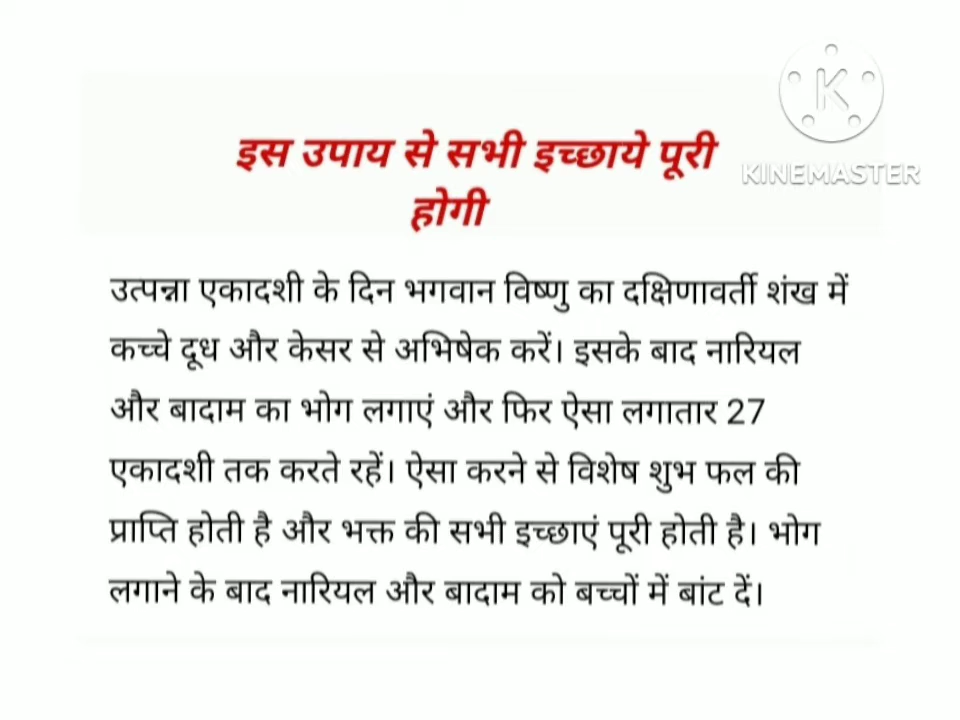 इस उपाय से सभी इच्छाये पूरी
होगी
KINEMASTER
उत्पन्ना एकादशी के दिन भगवान विष्णु का दक्षिणावर्ती शंख में
कच्चे दूध और केसर से अभिषेक करें। इसके बाद नारियल
और बादाम का भोग लगाएं और फिर ऐसा लगातार 27
एकादशी तक करते रहें। ऐसा करने से विशेष शुभ फल की
प्राप्ति होती है और भक्त की सभी इच्छाएं पूरी होती है। भोग
लगाने के बाद नारियल और बादाम को बच्चों में बांट दें।